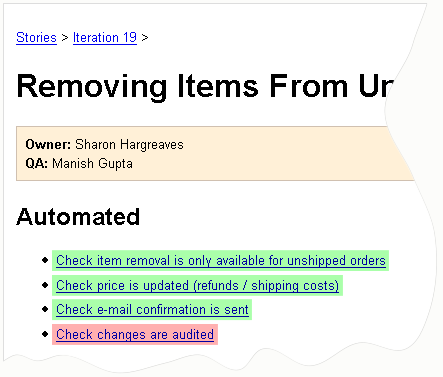 Stories > Iteration 19 >
Removing Items From
Owner: Sharon Hargreaves
QA: Manish Gupta
Automated
Check item removal is only available for unshipped orders
Check price is updated (refunds / shipping costs)
Check e-mail confirmation is sent
Check changes are audited